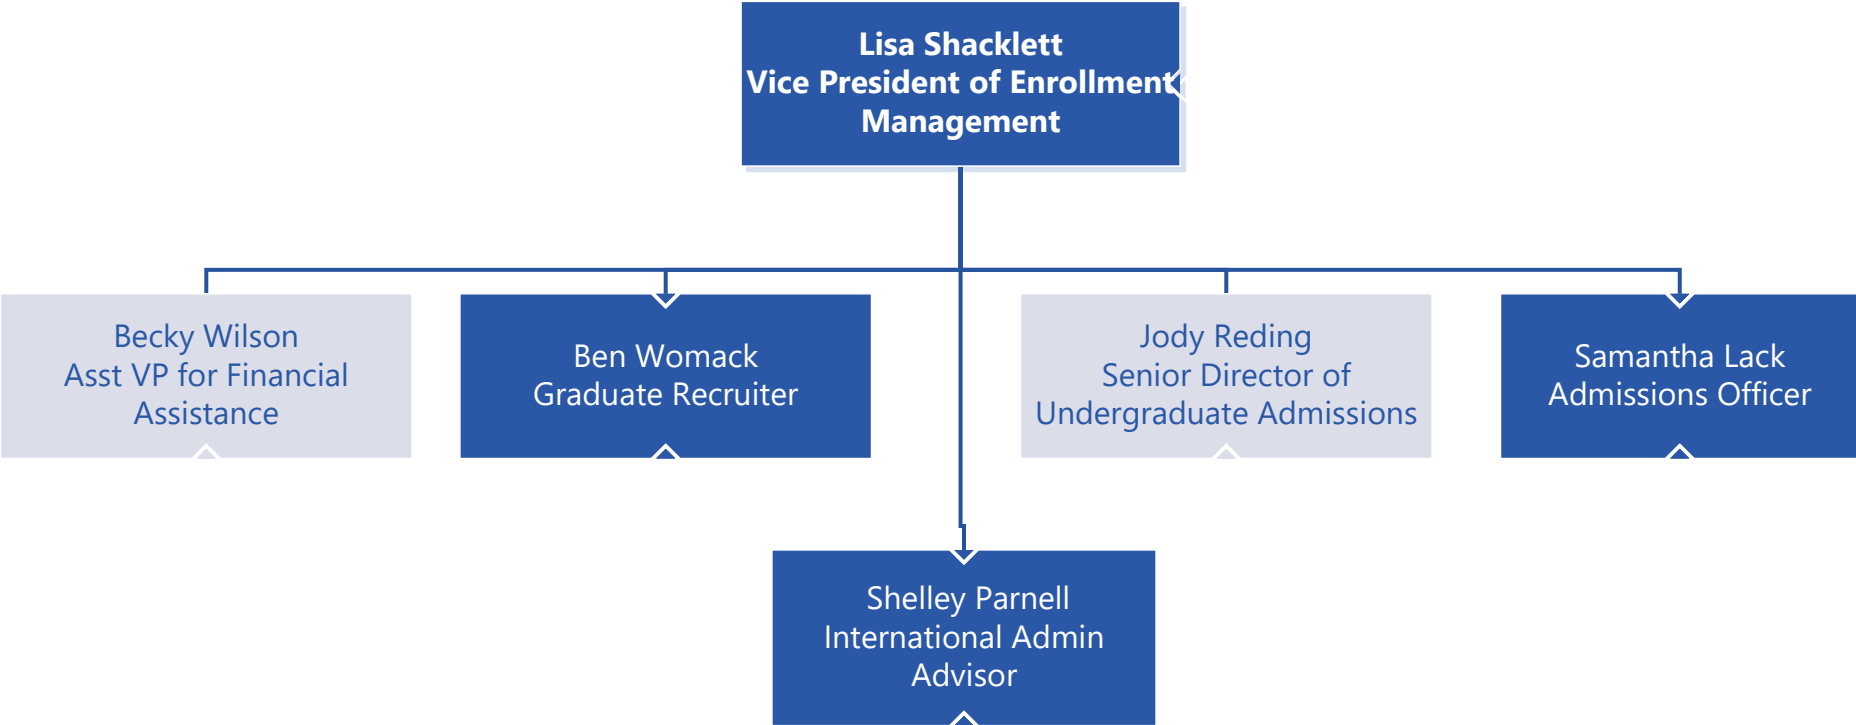 Lisa Shacklett
Vice President of Enrollment
Management
Becky Wilson
Asst VP for Financial
Assistance
Ben Womack
Graduate Recruiter
Jody Reding
Senior Director of
Undergraduate Admissions
Samantha Lack
Admissions Officer
Shelley Parnell
International Admin
Advisor